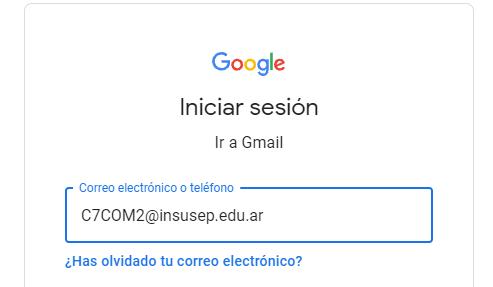 Google
Iniciar sesión
Ir a Gmail
Correo electrónico o teléfono
C7COM2@insusep.edu.ar
¿Has olvidado tu correo electrónico?